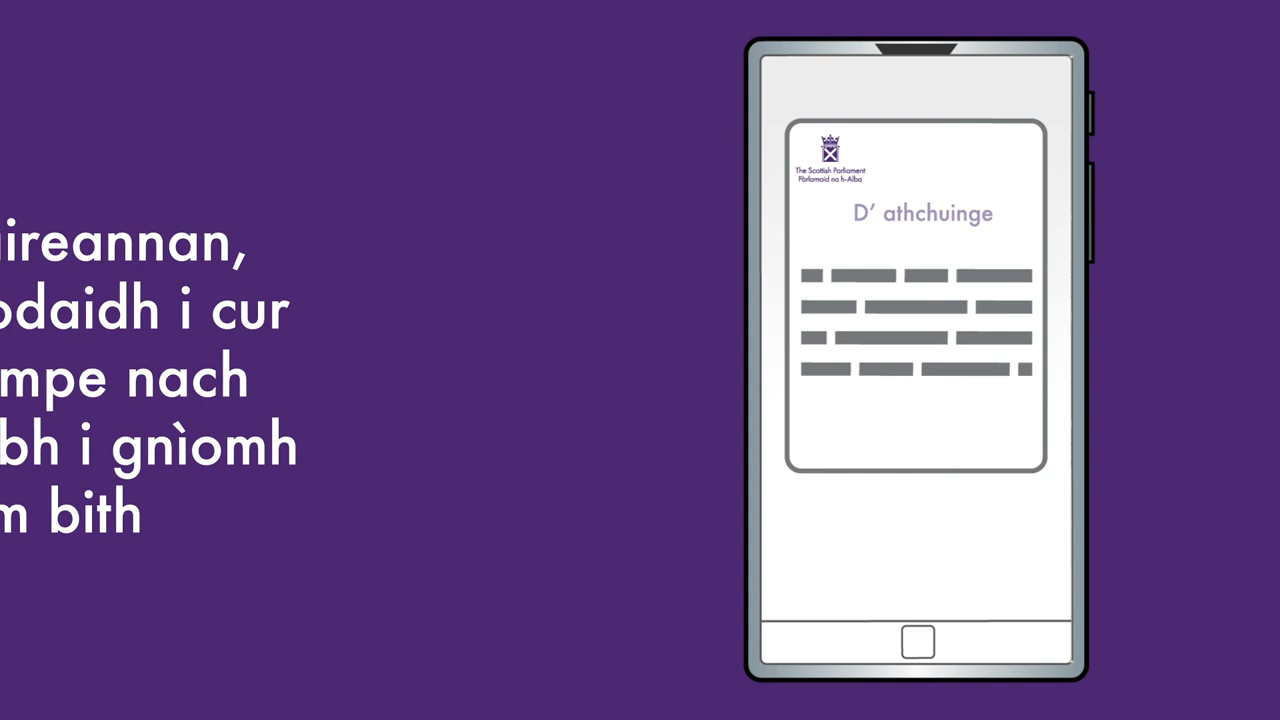 ireannan,
odaidh i cur
mpe nach
bh i gnìomh
m bith
The Scottish Parliament
Pàrlamaid na h-Alba
D’ athchuinge